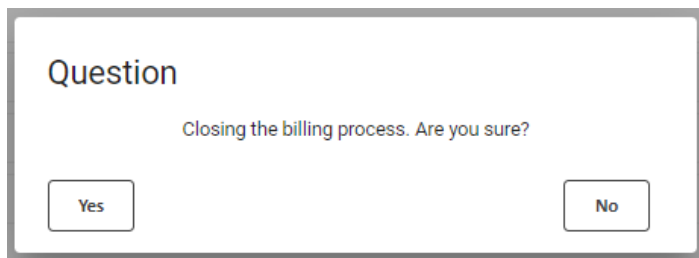 Question
Closing the billing process. Are you sure?
Yes
No